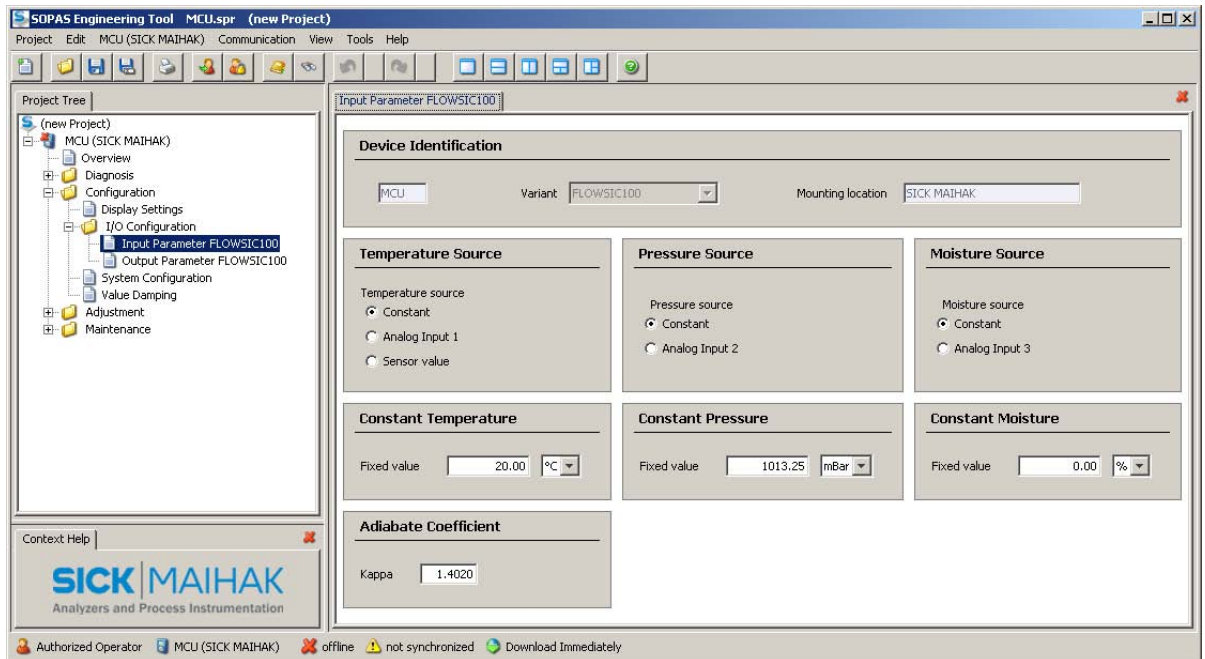 SOPAS Engineering Tool MCU.spr (new Project)
Project Edit MCU (SICK MAIHAK) Communication View Tools Help
Project Tree
(new Project)
MCU (SICK MAIHAK)
Overview
Diagnosis
Configuration
Display Settings
I/O Configuration
Input Parameter FLOWSIC100
Output Parameter FLOWSIC100
System Configuration
Value Damping
Adjustment
Maintenance
Context Help
SICK MAIHAK
Analyzers and Process Instrumentation
Input Parameter FLOWSIC100
Device Identification
MCU Variant FLOWSIC100 Mounting location SICK MAIHAK
Temperature Source
Temperature source
Constant
Analog Input 1
Sensor value
Pressure Source
Pressure source
Constant
Analog Input 2
Moisture Source
Moisture source
Constant
Analog Input 3
Constant Temperature
Fixed value 20.00 °C
Constant Pressure
Fixed value 1013.25 mBar
Constant Moisture
Fixed value 0.00 %
Adiabate Coefficient
Kappa 1.4020
Authorized Operator MCU (SICK MAIHAK) offline not synchronized Download Immediately